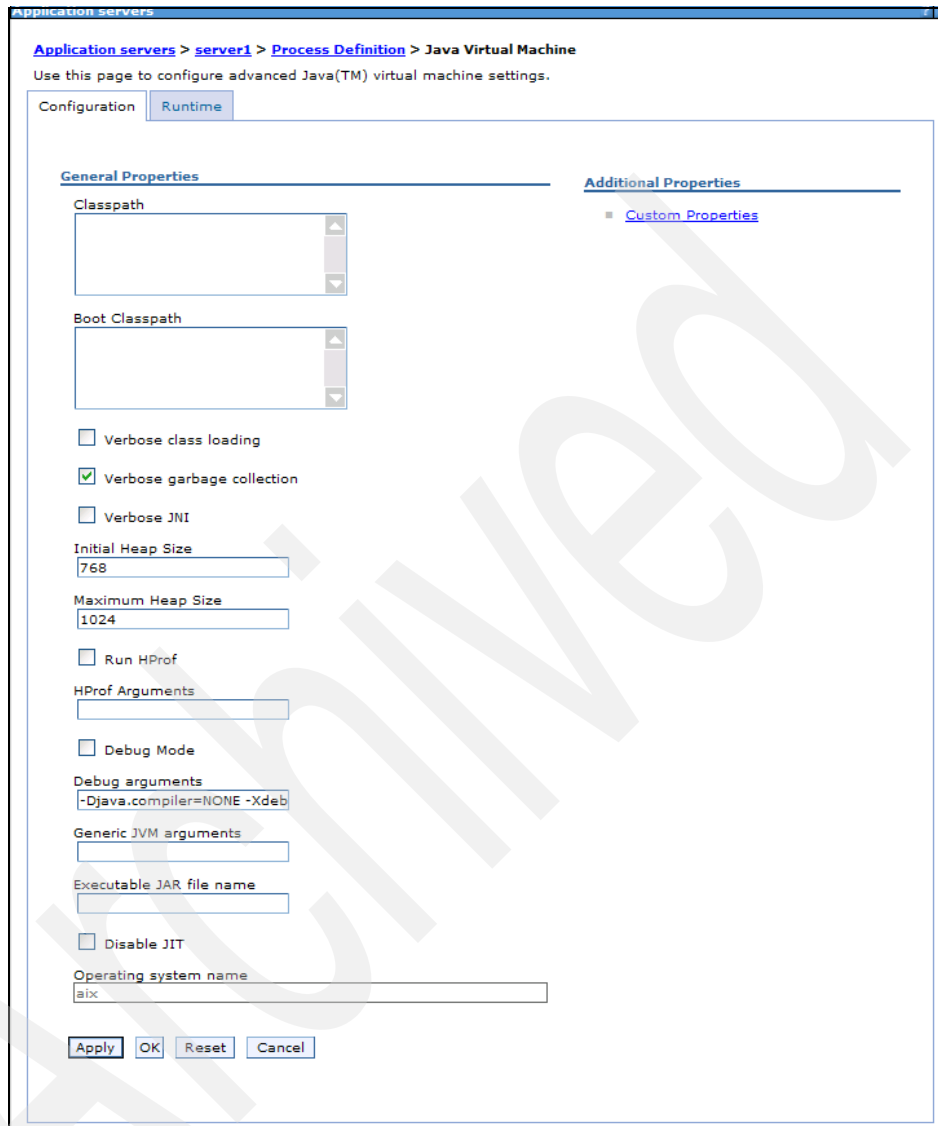 Application servers
?
Application servers > server1 > Process Definition > Java Virtual Machine
Use this page to configure advanced Java(TM) virtual machine settings.
Configuration Runtime
General Properties
Additional Properties
Classpath
Custom Properties
Boot Classpath
Verbose class loading
Verbose garbage collection
Verbose JNI
Initial Heap Size
768
Maximum Heap Size
1024
Run HProf
HProf Arguments
Debug Mode
Debug arguments
-Djava.compiler=NONE -Xdeb
Generic JVM arguments
Executable JAR file name
Disable JIT
Operating system name
aix
Apply OK Reset Cancel
Archived